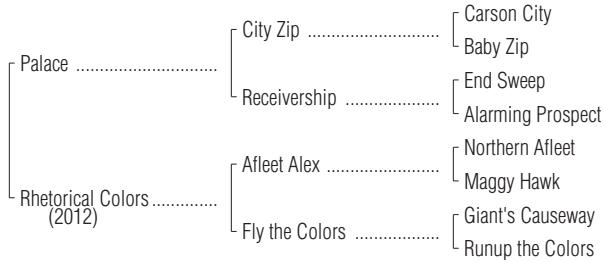 Carson City
City Zip ........................
Baby Zip
Palace ..........................
End Sweep
Receivership .................
Alarming Prospect
Northern Afleet
Afleet Alex ....................
Maggy Hawk
Rhetorical Colors ............
(2012)
Giant's Causeway
Fly the Colors ...............
Runup the Colors